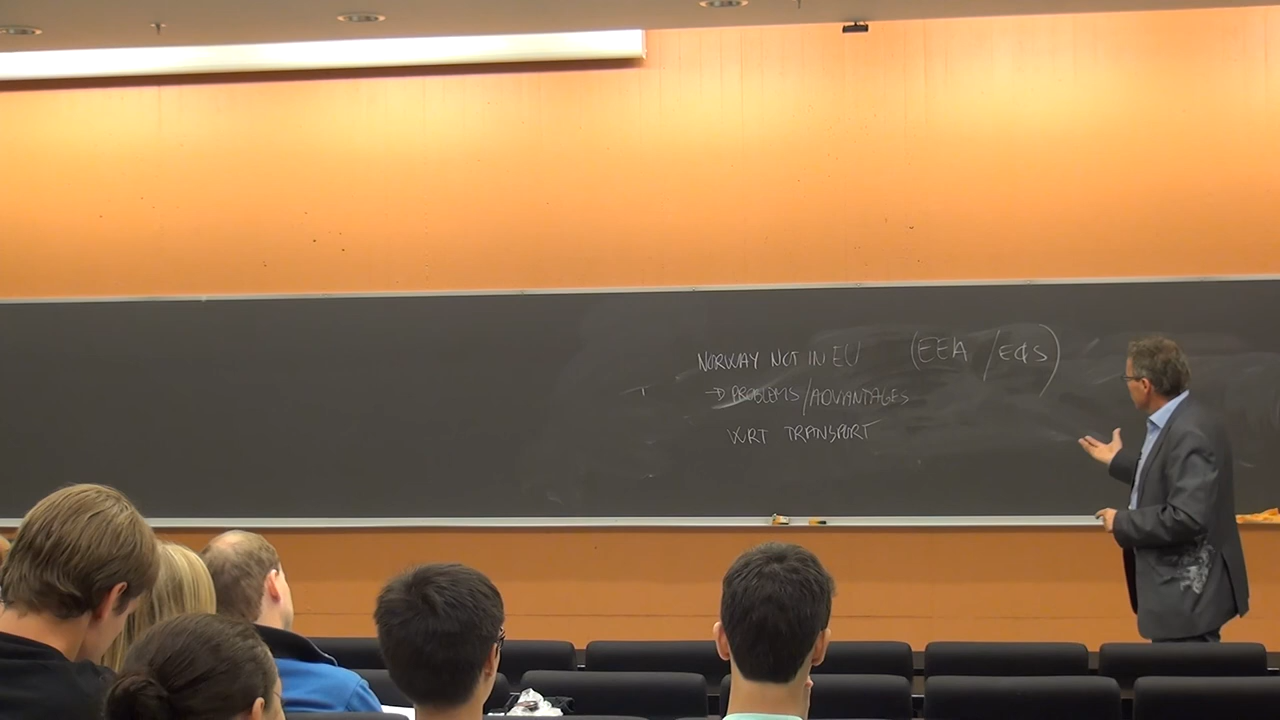 NORWAY NOT IN EU (EEA /EØS)
→ PROBLEMS/ADVANTAGES
WRT TRANSPORT